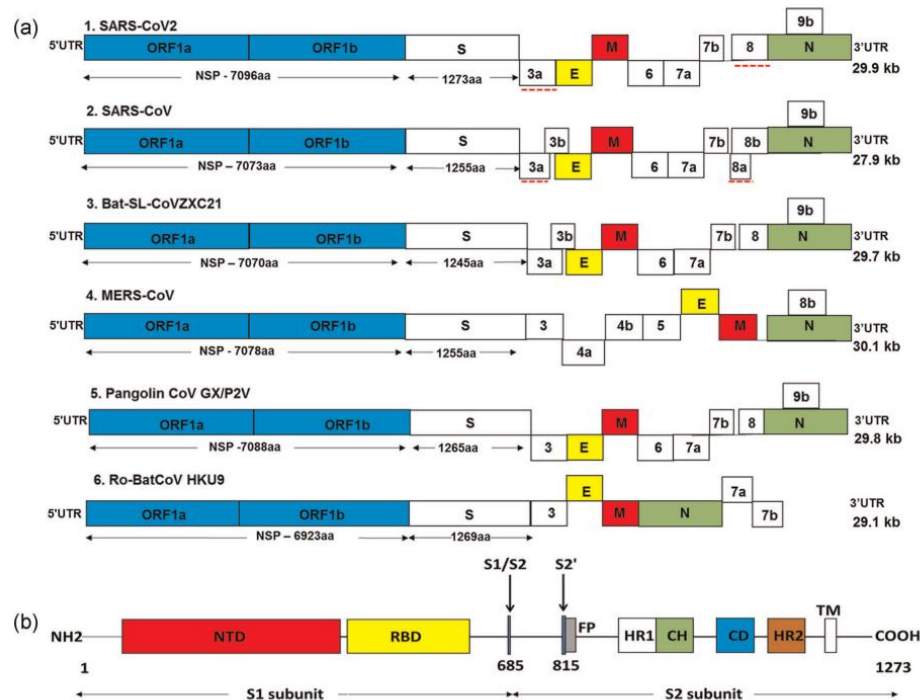 (a)
1. SARS-CoV2
9b
5'UTR ORF1a ORF1b S M 7b 8 N 3'UTR
3a E 6 7a
NSP - 7096aa 1273aa 29.9 kb
2. SARS-CoV
9b
5'UTR ORF1a ORF1b S 3b M 7b 8b N 3'UTR
3a E 6 7a 8a
NSP - 7073aa 1255aa 27.9 kb
3. Bat-SL-CoVZXC21
9b
5'UTR ORF1a ORF1b S 3b M 7b 8 N 3'UTR
3a E 6 7a
NSP – 7070aa 1245aa 29.7 kb
4. MERS-CoV
E 8b
5'UTR ORF1a ORF1b S 3 4b 5 M N 3'UTR
4a
NSP - 7078aa 1255aa 30.1 kb
5. Pangolin CoV GX/P2V
9b
5'UTR ORF1a ORF1b S M 7b 8 N 3'UTR
3 E 6 7a
NSP -7088aa 1265aa 29.8 kb
6. Ro-BatCoV HKU9
E 7a
5'UTR ORF1a ORF1b S 3 M N 7b 3'UTR
NSP – 6923aa 1269aa 29.1 kb
(b)
S1/S2 S2'
NH2 NTD RBD FP HR1 CH CD HR2 TM COOH
1 685 815 1273
S1 subunit S2 subunit